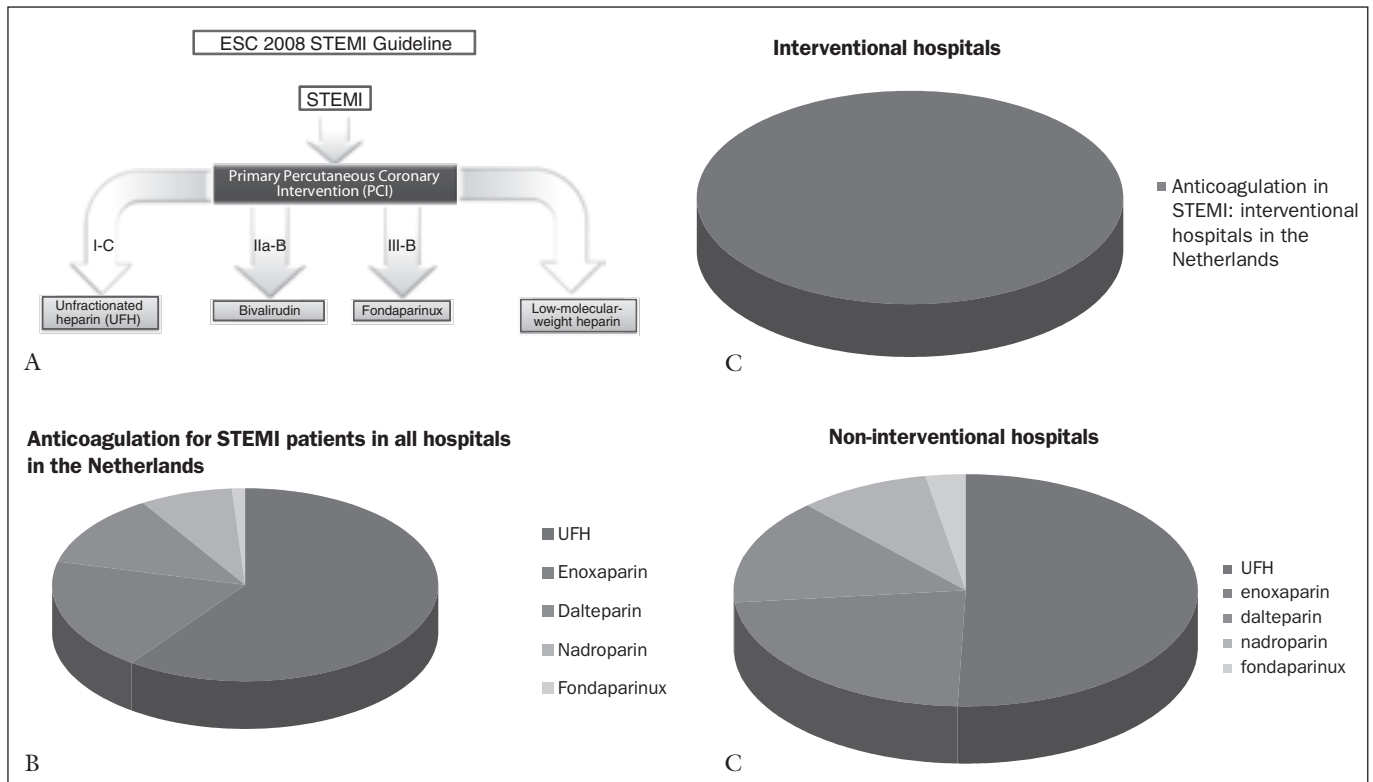 ESC 2008 STEMI Guideline
STEMI
Primary Percutaneous Coronary
Intervention (PCI)
I-C
IIa-B
III-B
Unfractionated
heparin (UFH)
Bivalirudin
Fondaparinux
Low-molecular-
weight heparin
A
Interventional hospitals
Anticoagulation in
STEMI: interventional
hospitals in the
Netherlands
C
Anticoagulation for STEMI patients in all hospitals
in the Netherlands
UFH
Enoxaparin
Dalteparin
Nadroparin
Fondaparinux
B
Non-interventional hospitals
UFH
enoxaparin
dalteparin
nadroparin
fondaparinux
C